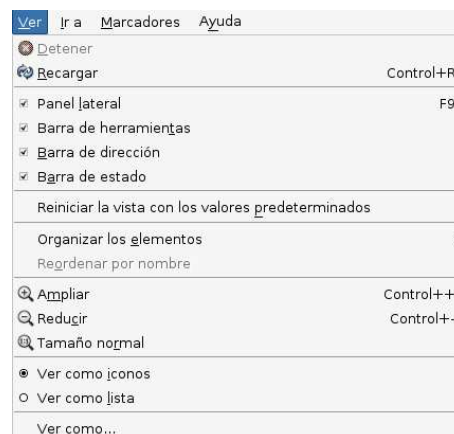 Ver Ir a Marcadores Ayuda
Detener
Recargar Control+R
Panel lateral F9
Barra de herramientas
Barra de dirección
Barra de estado
Reiniciar la vista con los valores predeterminados
Organizar los elementos
Reordenar por nombre
Ampliar Control++
Reducir Control+-
Tamaño normal
Ver como iconos
Ver como lista
Ver como...